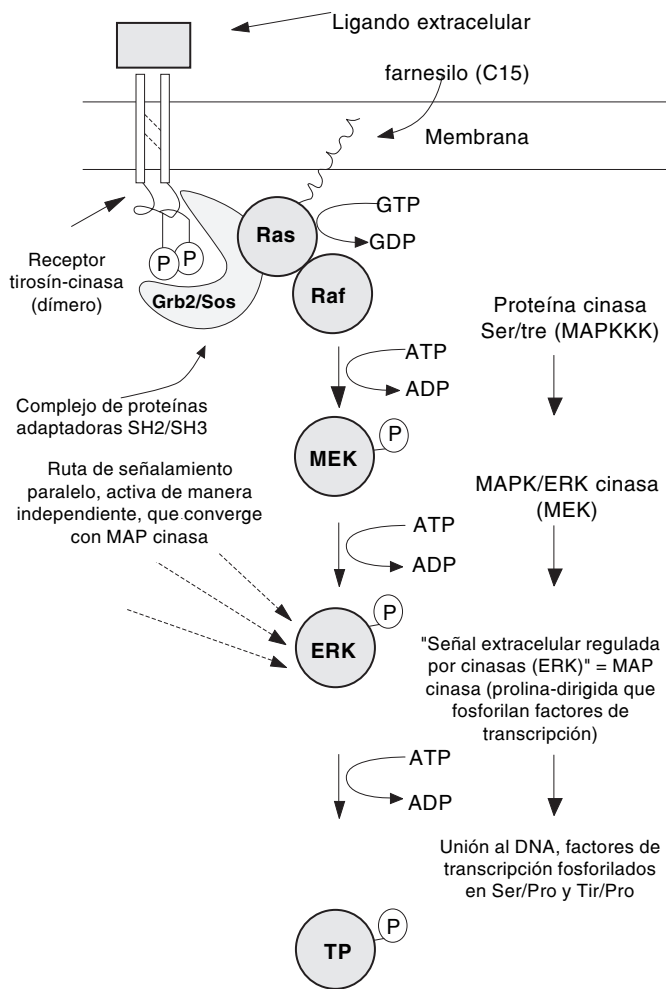 Ligando extracelular
farnesilo (C15)
Membrana
GTP
GDP
Ras
Raf
Receptor
tirosín-cinasa
(dímero)
P
P
Grb2/Sos
Complejo de proteínas
adaptadoras SH2/SH3
ATP
ADP
Proteína cinasa
Ser/tre (MAPKKK)
MEK
P
Ruta de señalamiento
paralelo, activa de manera
independiente, que converge
con MAP cinasa
MAPK/ERK cinasa
(MEK)
ATP
ADP
P
ERK
"Señal extracelular regulada
por cinasas (ERK)" = MAP
cinasa (prolina-dirigida que
fosforilan factores de
transcripción)
ATP
ADP
Unión al DNA, factores de
transcripción fosforilados
en Ser/Pro y Tir/Pro
P
TP